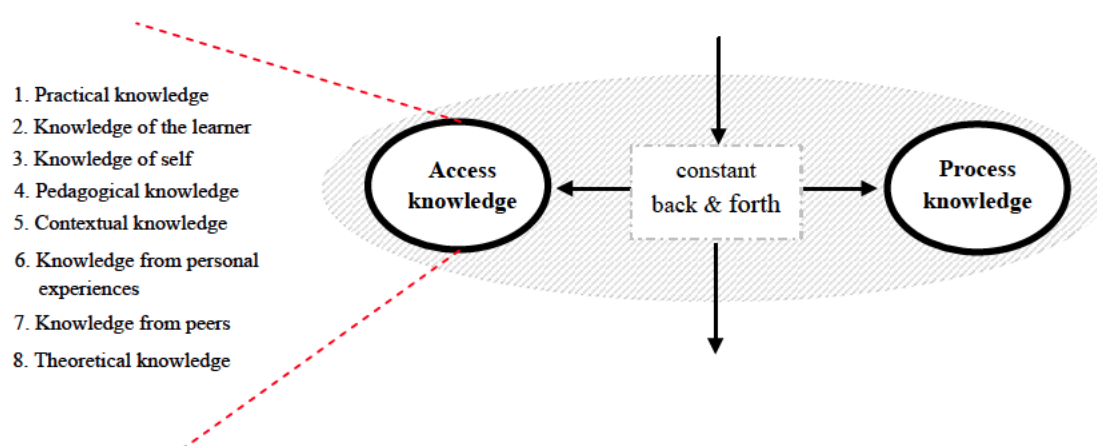 1. Practical knowledge
2. Knowledge of the learner
3. Knowledge of self
4. Pedagogical knowledge
5. Contextual knowledge
6. Knowledge from personal
experiences
7. Knowledge from peers
8. Theoretical knowledge
Access
knowledge
constant
back & forth
Process
knowledge